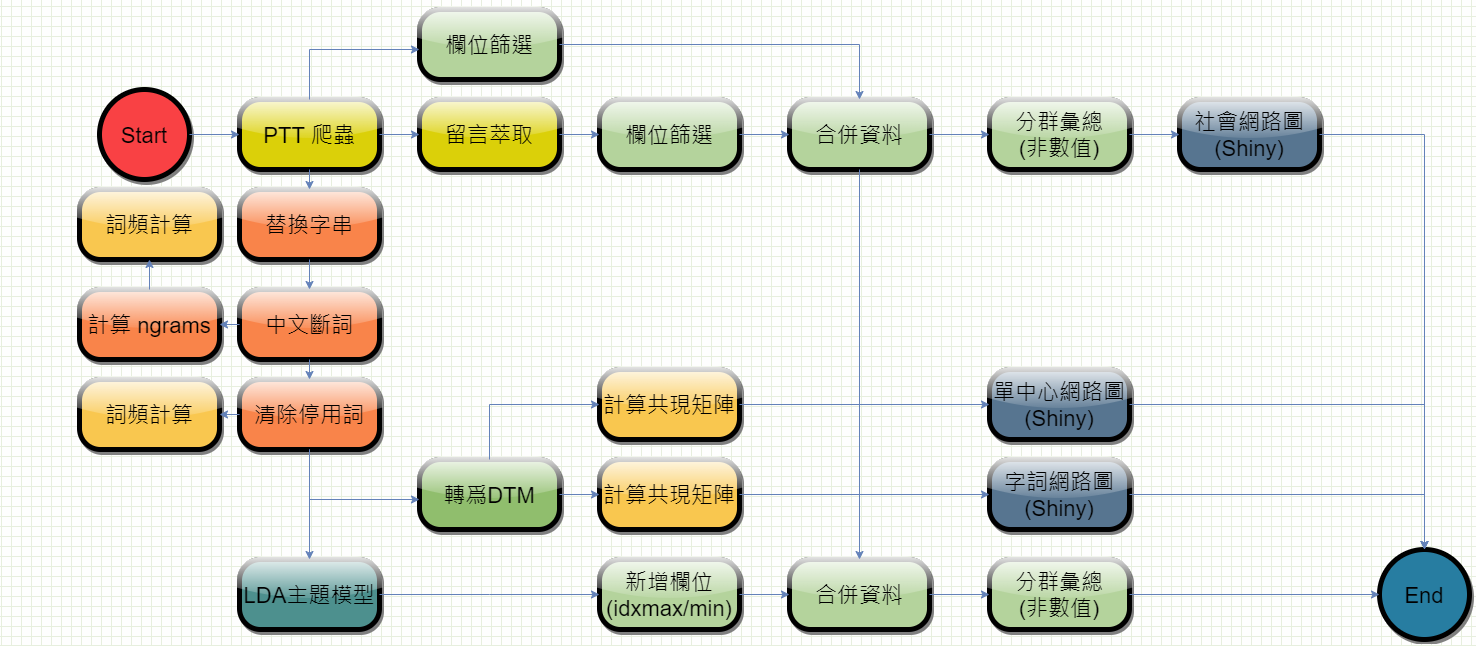 欄位篩選
Start
PTT 爬蟲
留言萃取
欄位篩選
合併資料
分群彙總
(非數值)
社會網路圖
(Shiny)
詞頻計算
替換字串
計算 ngrams
中文斷詞
詞頻計算
清除停用詞
計算共現矩陣
單中心網路圖
(Shiny)
轉爲DTM
計算共現矩陣
字詞網路圖
(Shiny)
LDA主題模型
新增欄位
(idxmax/min)
合併資料
分群彙總
(非數值)
End